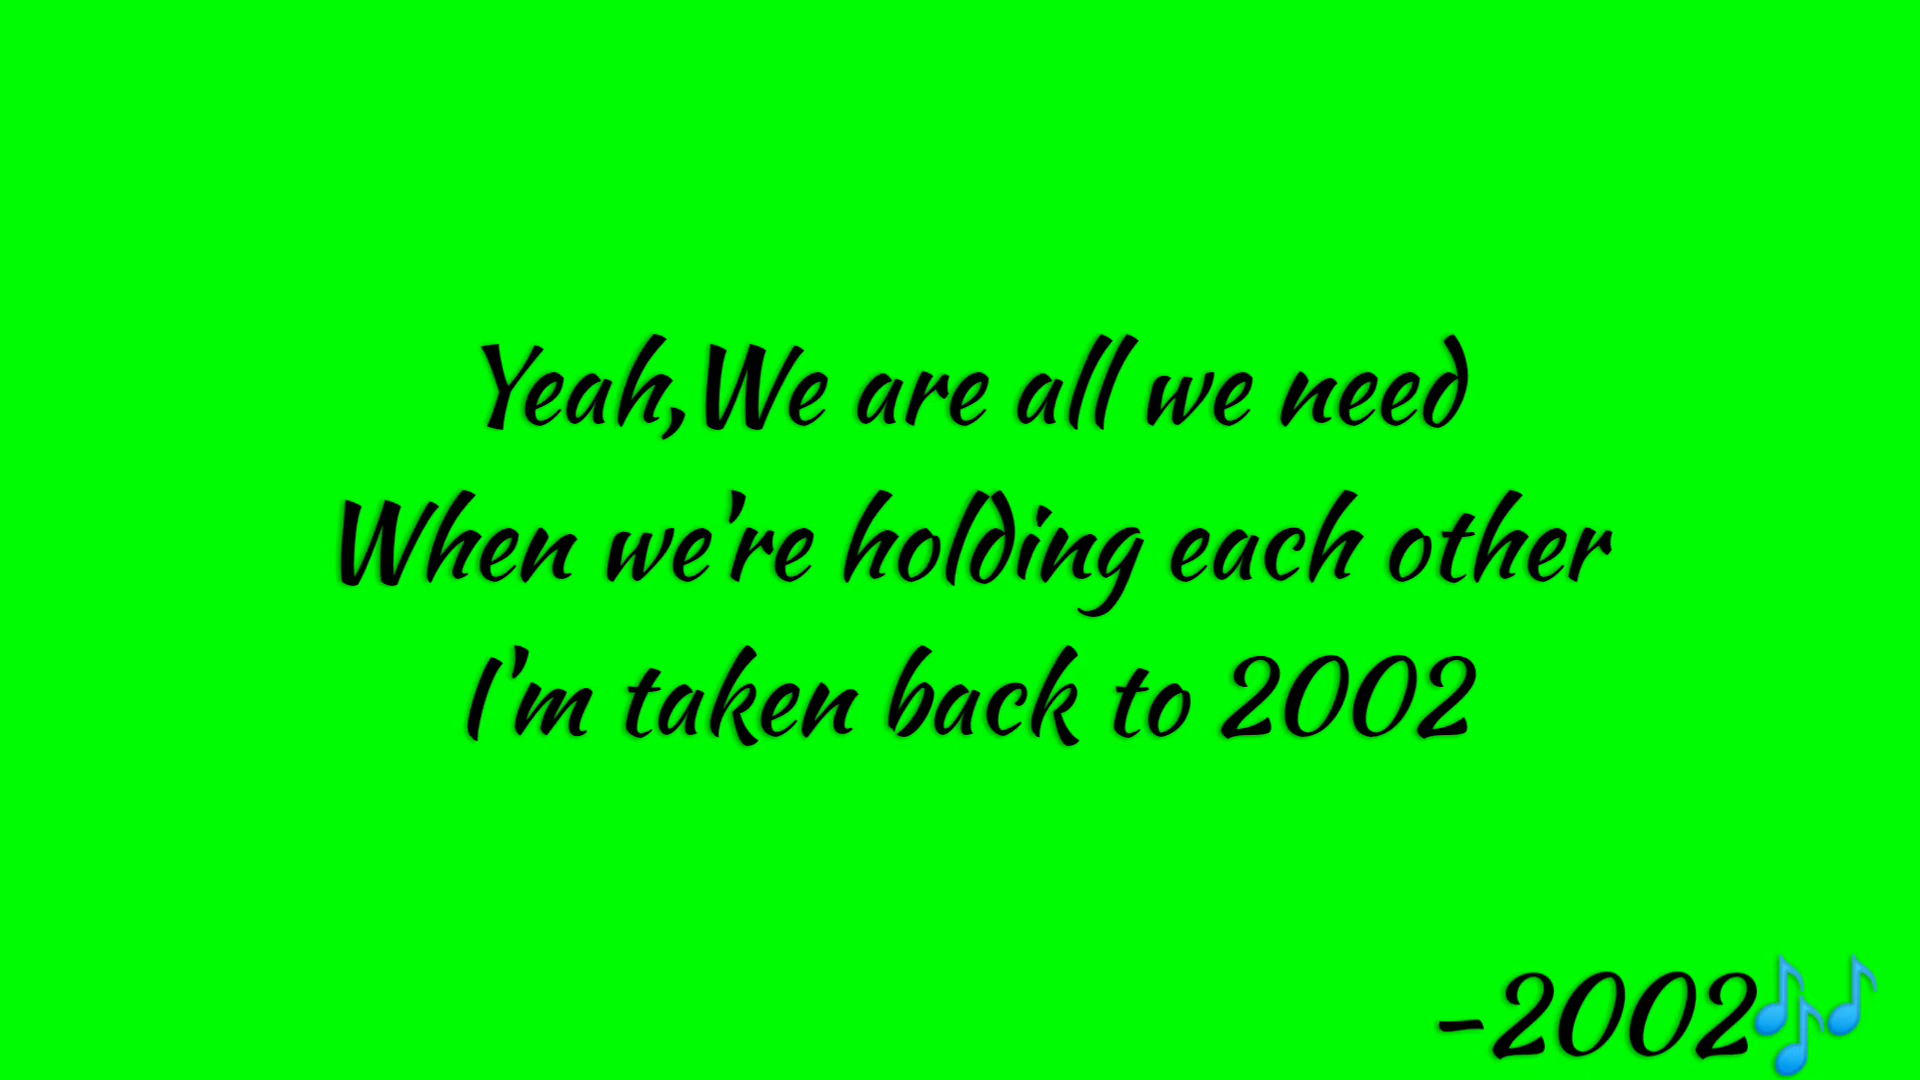 Yeah,We are all we need
When we're holding each other
I'm taken back to 2002
-2002🎶